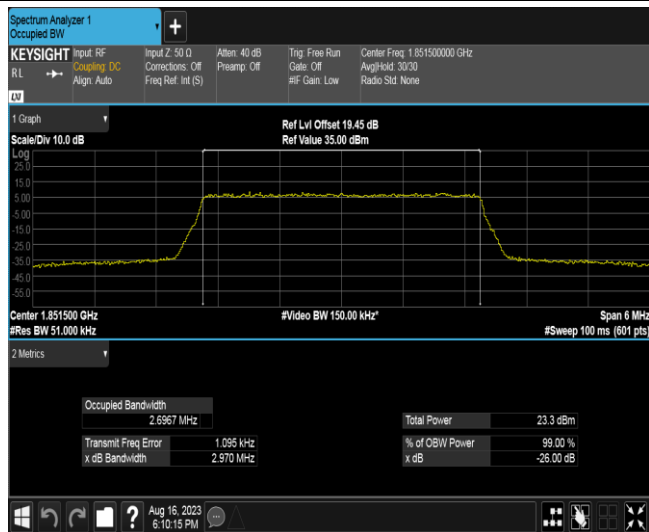 Spectrum Analyzer 1
Occupied BW
+
KEYSIGHT
RL
LXI
Input: RF
Coupling: DC
Align: Auto
Input Z: 50 Ω
Corrections: Off
Freq Ref: Int (S)
Atten: 40 dB
Preamp: Off
Trig: Free Run
Gate: Off
#IF Gain: Low
Center Freq: 1.851500000 GHz
Avg|Hold: 30/30
Radio Std: None
1 Graph
Scale/Div 10.0 dB
Ref Lvl Offset 19.45 dB
Ref Value 35.00 dBm
Log
25.0
15.0
5.00
-5.00
-15.0
-25.0
-35.0
-45.0
-55.0
Center 1.851500 GHz
#Video BW 150.00 kHz*
Span 6 MHz
#Res BW 51.000 kHz
#Sweep 100 ms (601 pts)
2 Metrics
Occupied Bandwidth
2.6967 MHz
Total Power 23.3 dBm
Transmit Freq Error 1.095 kHz
% of OBW Power 99.00 %
x dB Bandwidth 2.970 MHz
x dB -26.00 dB
?
Aug 16, 2023
6:10:15 PM